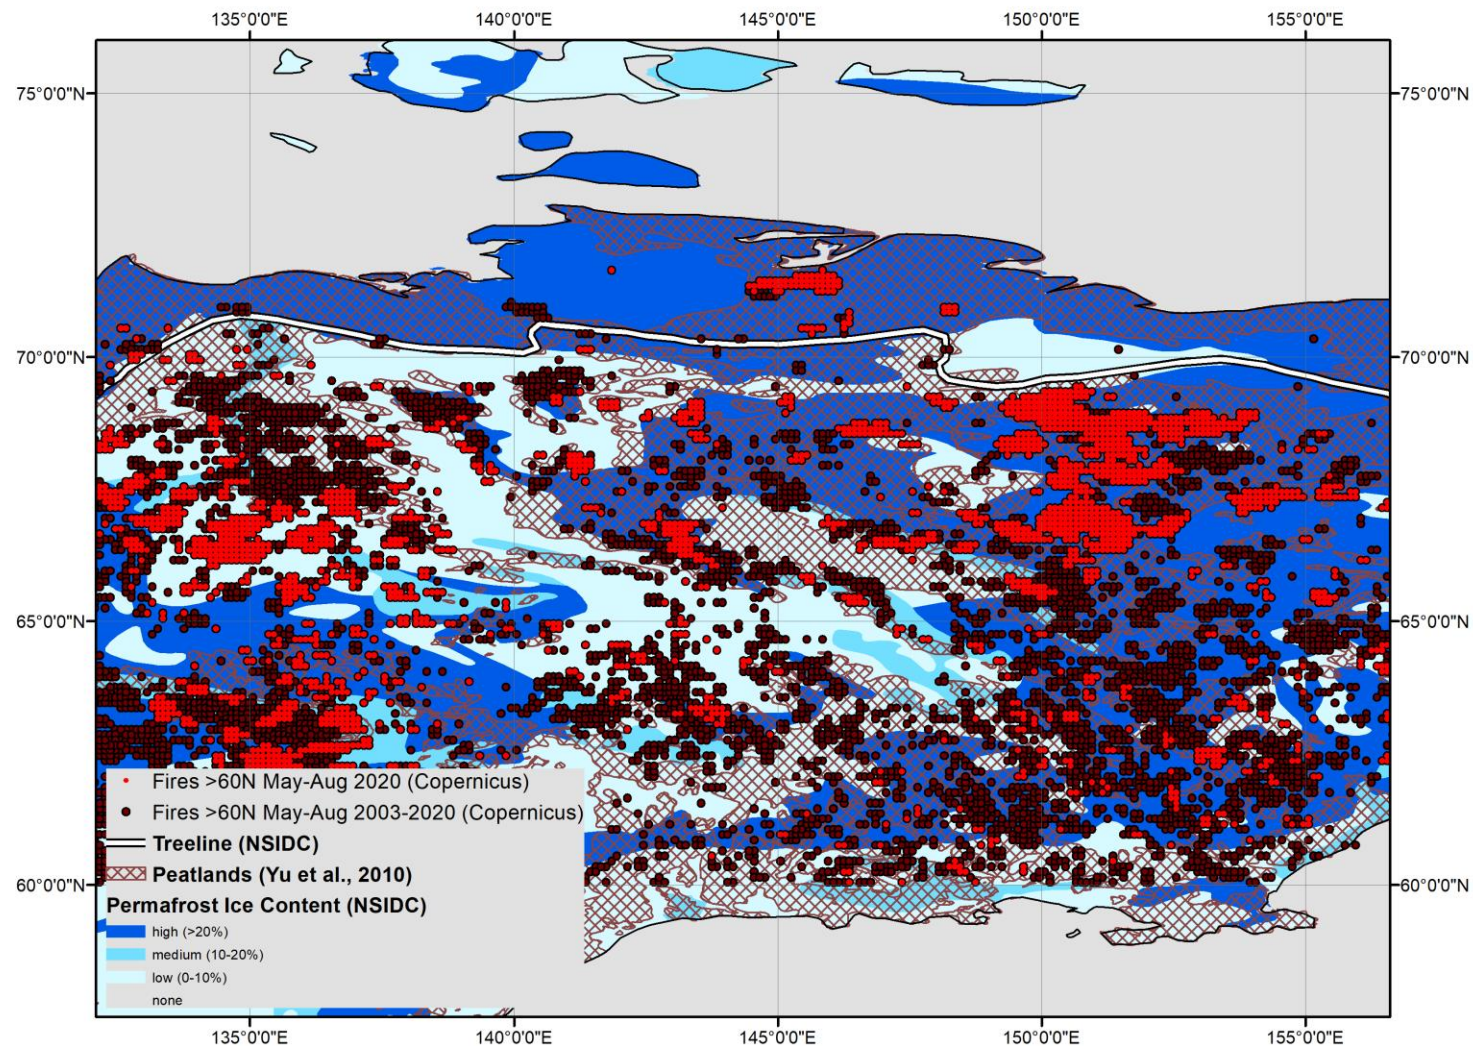 135°0'0"E 140°0'0"E 145°0'0"E 150°0'0"E 155°0'0"E
75°0'0"N 75°0'0"N
70°0'0"N 70°0'0"N
65°0'0"N 65°0'0"N
60°0'0"N 60°0'0"N
Fires >60N May-Aug 2020 (Copernicus)
Fires >60N May-Aug 2003-2020 (Copernicus)
Treeline (NSIDC)
Peatlands (Yu et al., 2010)
Permafrost Ice Content (NSIDC)
high (>20%)
medium (10-20%)
low (0-10%)
none
135°0'0"E 140°0'0"E 145°0'0"E 150°0'0"E 155°0'0"E